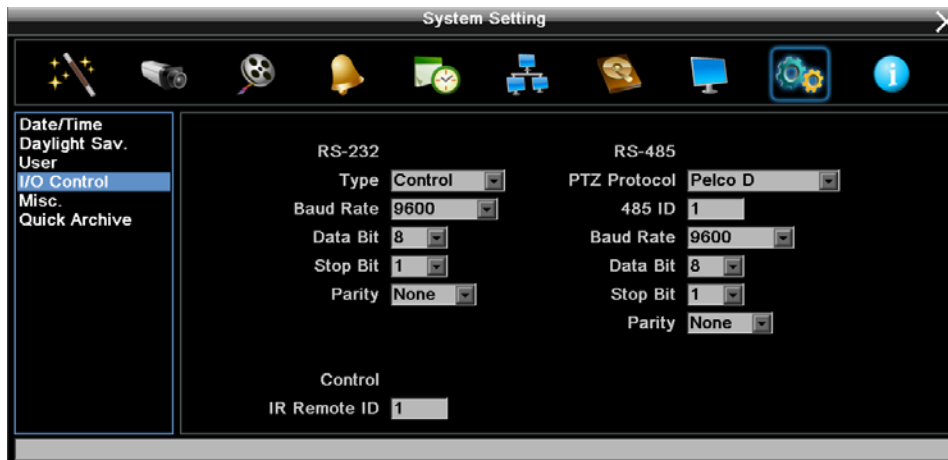 System Setting
Date/Time
Daylight Sav.
User
I/O Control
Misc.
Quick Archive
RS-232
Type Control
Baud Rate 9600
Data Bit 8
Stop Bit 1
Parity None
RS-485
PTZ Protocol Pelco D
485 ID 1
Baud Rate 9600
Data Bit 8
Stop Bit 1
Parity None
Control
IR Remote ID 1